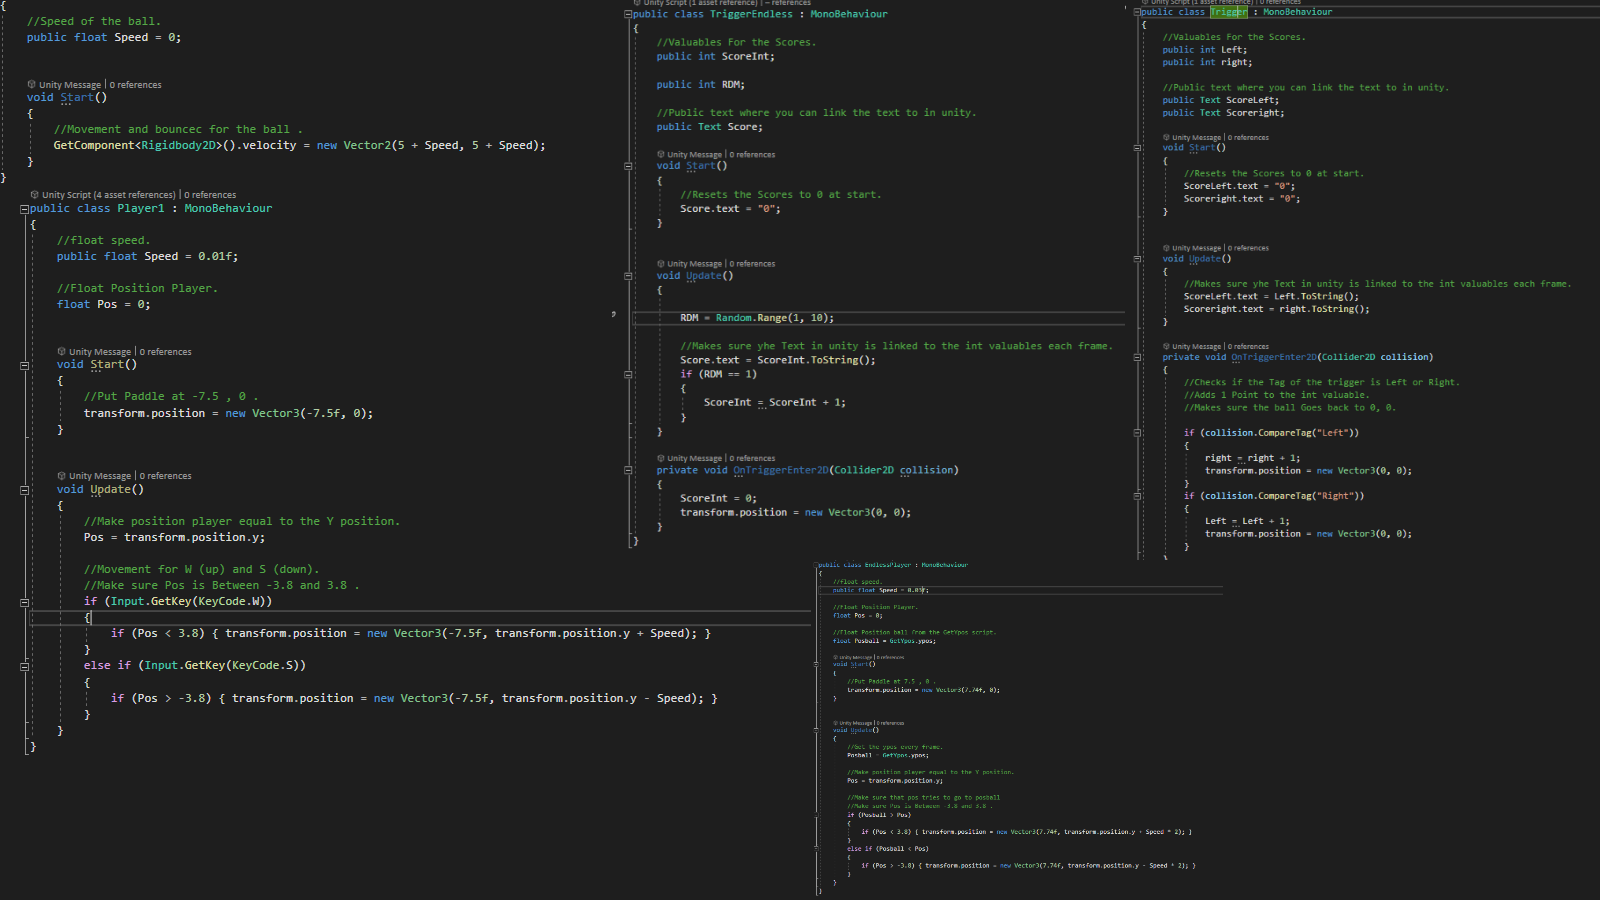 {
//Speed of the ball.
public float Speed = 0;
Unity Message | 0 references
void Start()
{
//Movement and bouncec for the ball .
GetComponent<Rigidbody2D>().velocity = new Vector2(5 + Speed, 5 + Speed);
}
}
Unity Script (4 asset references) | 0 references
public class Player1 : MonoBehaviour
{
//float speed.
public float Speed = 0.01f;
//Float Position Player.
float Pos = 0;
Unity Message | 0 references
void Start()
{
//Put Paddle at -7.5 , 0 .
transform.position = new Vector3(-7.5f, 0);
}
Unity Message | 0 references
void Update()
{
//Make position player equal to the Y position.
Pos = transform.position.y;
//Movement for W (up) and S (down).
//Make sure Pos is Between -3.8 and 3.8 .
if (Input.GetKey(KeyCode.W))
{
if (Pos < 3.8) { transform.position = new Vector3(-7.5f, transform.position.y + Speed); }
}
else if (Input.GetKey(KeyCode.S))
{
if (Pos > -3.8) { transform.position = new Vector3(-7.5f, transform.position.y - Speed); }
}
}
}
Unity Script (1 asset reference) | – references
public class TriggerEndless : MonoBehaviour
{
//Valuables For the Scores.
public int ScoreInt;
public int RDM;
//Public text where you can link the text to in unity.
public Text Score;
Unity Message | 0 references
void Start()
{
//Resets the Scores to 0 at start.
Score.text = "0";
}
Unity Message | 0 references
void Update()
{
RDM = Random.Range(1, 10);
//Makes sure yhe Text in unity is linked to the int valuables each frame.
Score.text = ScoreInt.ToString();
if (RDM == 1)
{
ScoreInt = ScoreInt + 1;
}
}
Unity Message | 0 references
private void OnTriggerEnter2D(Collider2D collision)
{
ScoreInt = 0;
transform.position = new Vector3(0, 0);
}
}
Unity Script (1 asset reference) | 0 references
public class Trigger : MonoBehaviour
{
//Valuables For the Scores.
public int Left;
public int right;
//Public text where you can link the text to in unity.
public Text ScoreLeft;
public Text Scoreright;
Unity Message | 0 references
void Start()
{
//Resets the Scores to 0 at start.
ScoreLeft.text = "0";
Scoreright.text = "0";
}
Unity Message | 0 references
void Update()
{
//Makes sure yhe Text in unity is linked to the int valuables each frame.
ScoreLeft.text = Left.ToString();
Scoreright.text = right.ToString();
}
Unity Message | 0 references
private void OnTriggerEnter2D(Collider2D collision)
{
//Checks if the Tag of the trigger is Left or Right.
//Adds 1 Point to the int valuable.
//Makes sure the ball Goes back to 0, 0.
if (collision.CompareTag("Left"))
{
right = right + 1;
transform.position = new Vector3(0, 0);
}
if (collision.CompareTag("Right"))
{
Left = Left + 1;
transform.position = new Vector3(0, 0);
}
}
public class EndlessPlayer : MonoBehaviour
{
//float speed.
public float Speed = 0.05f;
//Float Position Player.
float Pos = 0;
//Float Position ball from the GetYpos script.
float Posball = GetYpos.ypos;
Unity Message | 0 references
void Start()
{
//Put Paddle at 7.5 , 0 .
transform.position = new Vector3(7.74f, 0);
}
Unity Message | 0 references
void Update()
{
//Get the ypos every frame.
Posball = GetYpos.ypos;
//Make position player equal to the Y position.
Pos = transform.position.y;
//Make sure that pos tries to go to posball
//Make sure Pos is Between -3.8 and 3.8 .
if (Posball > Pos)
{
if (Pos < 3.8) { transform.position = new Vector3(7.74f, transform.position.y + Speed * 2); }
}
else if (Posball < Pos)
{
if (Pos > -3.8) { transform.position = new Vector3(7.74f, transform.position.y - Speed * 2); }
}
}
}